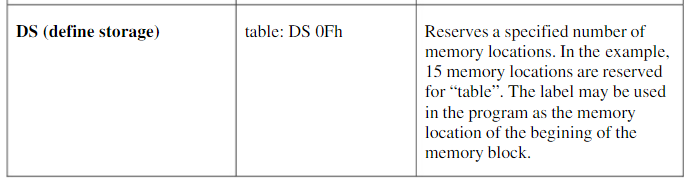 DS (define storage)
table: DS 0Fh
Reserves a specified number of
memory locations. In the example,
15 memory locations are reserved
for “table”. The label may be used
in the program as the memory
location of the begining of the
memory block.